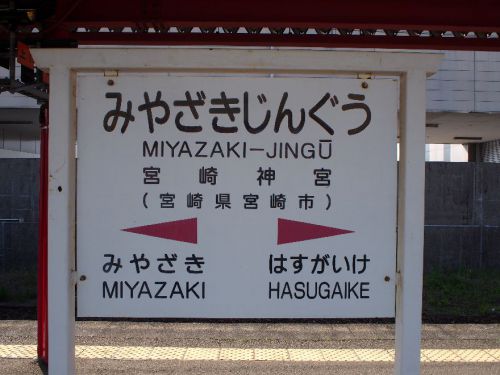 みやざきじんぐう
MIYAZAKI−JINGŪ
宮崎神宮
(宮崎県宮崎市)
みやざき はすがいけ
MIYAZAKI HASUGAIKE